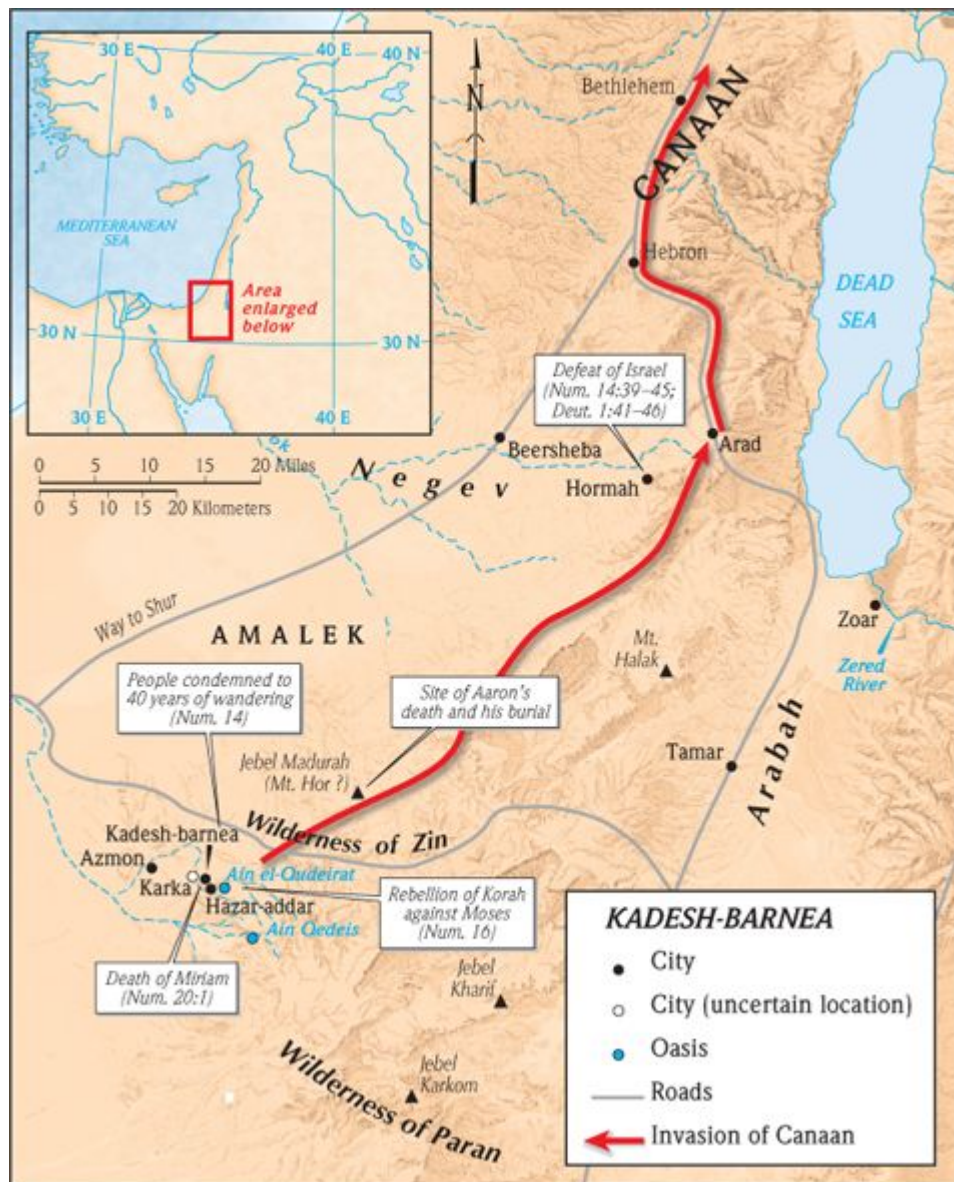 30 E
40 E
40 N
MEDITERRANEAN
SEA
Area
enlarged
below
30 N
30 N
30 E
40 E
N
Bethlehem
CANAAN
Hebron
DEAD
SEA
Defeat of Israel
(Num. 14:39–45;
Deut. 1:41–46)
Arad
Beersheba
Hormah
0 5 10 20 Miles
0 5 10 15 20 Kilometers
Negev
Way to Shur
AMALEK
Zoar
Zered
River
Mt.
Halak
People condemned to
40 years of wandering
(Num. 14)
Site of Aaron's
death and his burial
Jebel Madurah
(Mt. Hor ?)
Tamar
Arabah
Wilderness of Zin
Kadesh-barnea
Azmon
Karka
Ain el-Qudeirat
Hazar-addar
Ain Qedeis
Rebellion of Korah
against Moses
(Num. 16)
Death of Miriam
(Num. 20:1)
Jebel
Kharif
Jebel
Karkom
Wilderness of Paran
KADESH-BARNEA
City
City (uncertain location)
Oasis
Roads
Invasion of Canaan